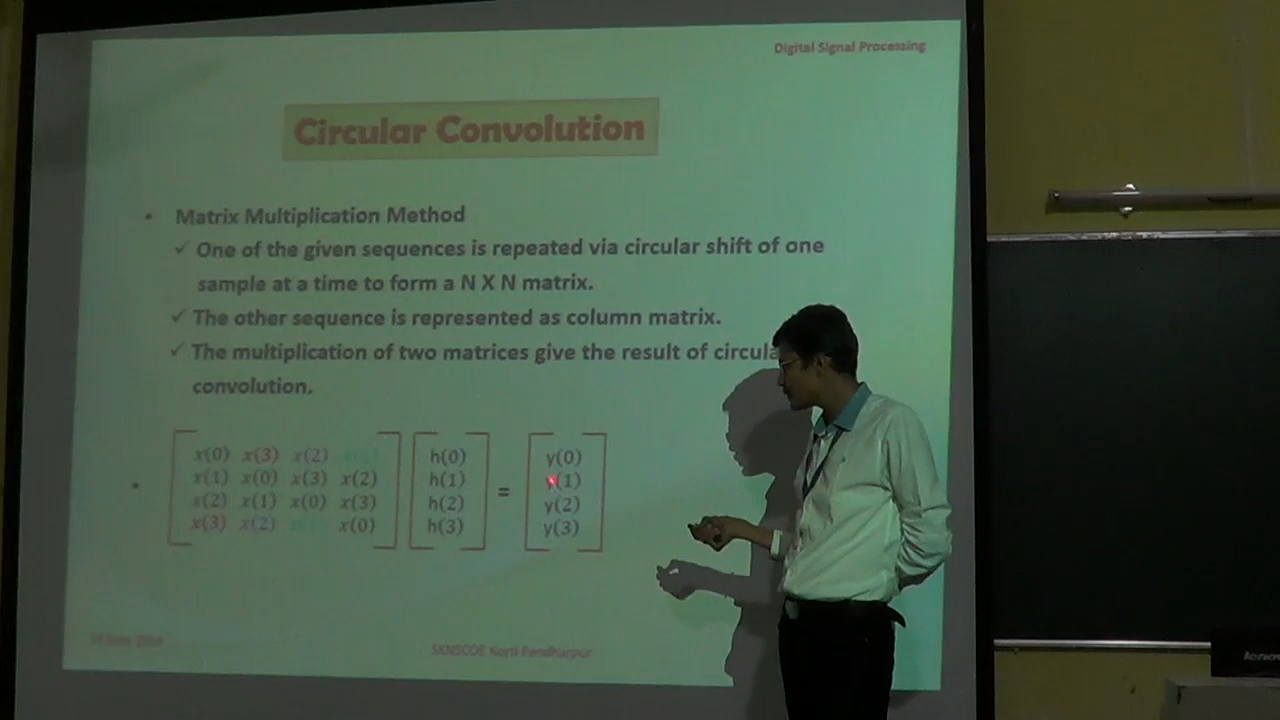 Digital Signal Processing
Circular Convolution
• Matrix Multiplication Method
✓ One of the given sequences is repeated via circular shift of one
sample at a time to form a N X N matrix.
✓ The other sequence is represented as column matrix.
✓ The multiplication of two matrices give the result of circula
convolution.
x(0) x(3) x(2) h(0) y(0)
x(1) x(0) x(3) x(2) h(1) (1)
x(2) x(1) x(0) x(3) h(2) = y(2)
x(3) x(2) x(0) h(3) y(3)
SKNSCOE Korti Pandharpur
lenov